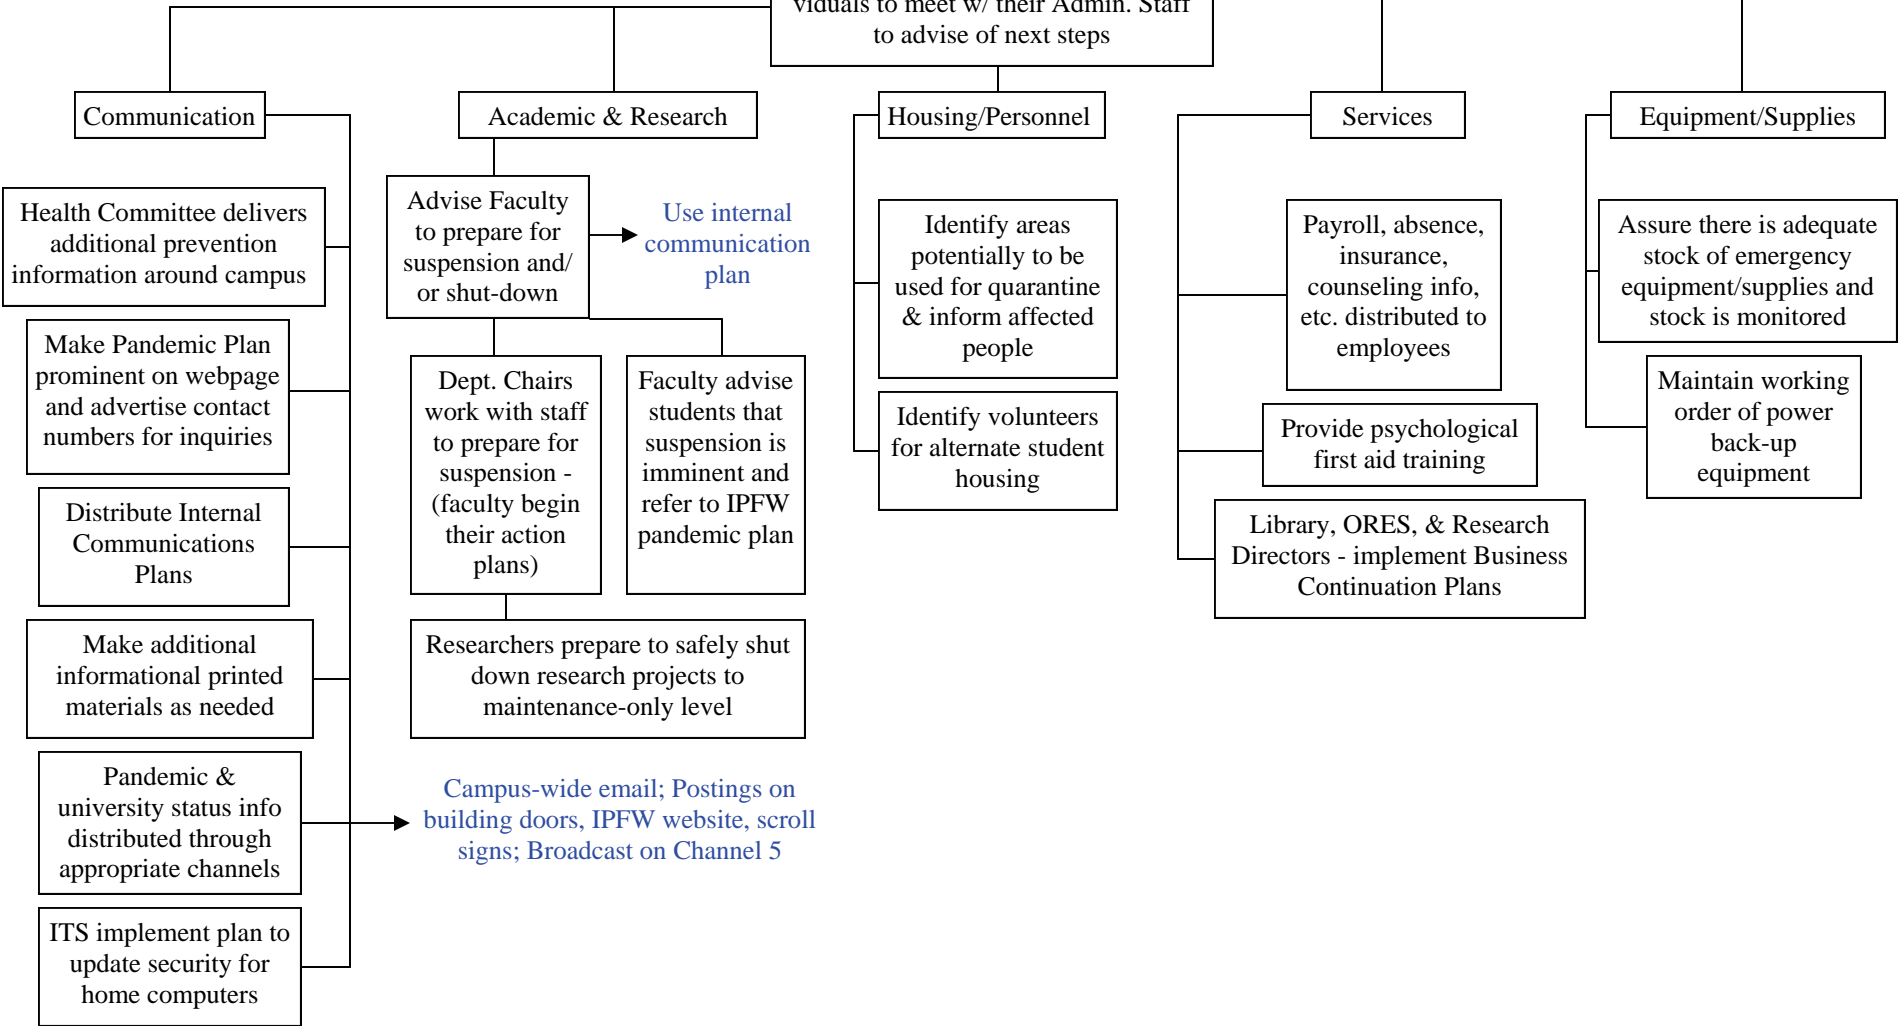 viduals to meet w/ their Admin. Staff
to advise of next steps
Communication
Academic & Research
Housing/Personnel
Services
Equipment/Supplies
Health Committee delivers
additional prevention
information around campus
Make Pandemic Plan
prominent on webpage
and advertise contact
numbers for inquiries
Distribute Internal
Communications
Plans
Make additional
informational printed
materials as needed
Pandemic &
university status info
distributed through
appropriate channels
Campus-wide email; Postings on
building doors, IPFW website, scroll
signs; Broadcast on Channel 5
ITS implement plan to
update security for
home computers
Advise Faculty
to prepare for
suspension and/
or shut-down
Use internal
communication
plan
Dept. Chairs
work with staff
to prepare for
suspension -
(faculty begin
their action
plans)
Faculty advise
students that
suspension is
imminent and
refer to IPFW
pandemic plan
Researchers prepare to safely shut
down research projects to
maintenance-only level
Identify areas
potentially to be
used for quarantine
& inform affected
people
Identify volunteers
for alternate student
housing
Payroll, absence,
insurance,
counseling info,
etc. distributed to
employees
Provide psychological
first aid training
Library, ORES, & Research
Directors - implement Business
Continuation Plans
Assure there is adequate
stock of emergency
equipment/supplies and
stock is monitored
Maintain working
order of power
back-up
equipment